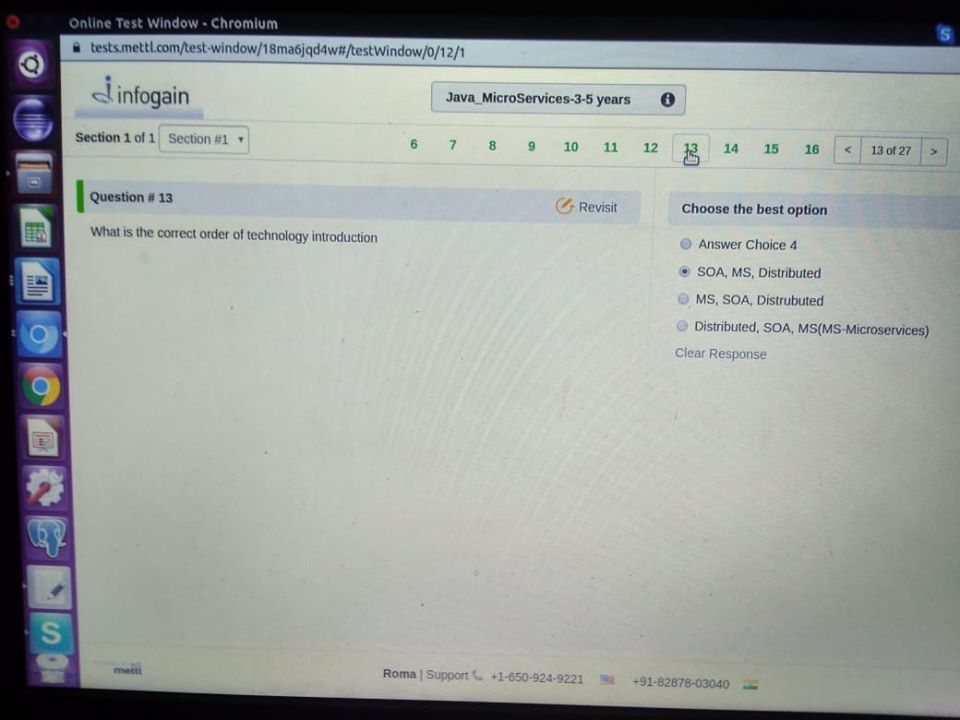 Online Test Window - Chromium
tests.mettl.com/test-window/18ma6jqd4w#/testWindow/0/12/1
infogain
Java_MicroServices-3-5 years
Section 1 of 1 Section #1
6 7 8 9 10 11 12 13 14 15 16 < 13 of 27 >
Question # 13
Revisit
What is the correct order of technology introduction
Choose the best option
Answer Choice 4
SOA, MS, Distributed
MS, SOA, Distrubuted
Distributed, SOA, MS(MS-Microservices)
Clear Response
mettl
Roma | Support +1-650-924-9221 +91-82878-03040